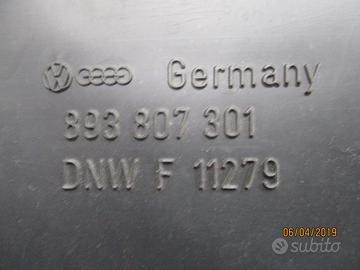 Germany
893 807 301
DNW F 11279
06/04/2019
subito